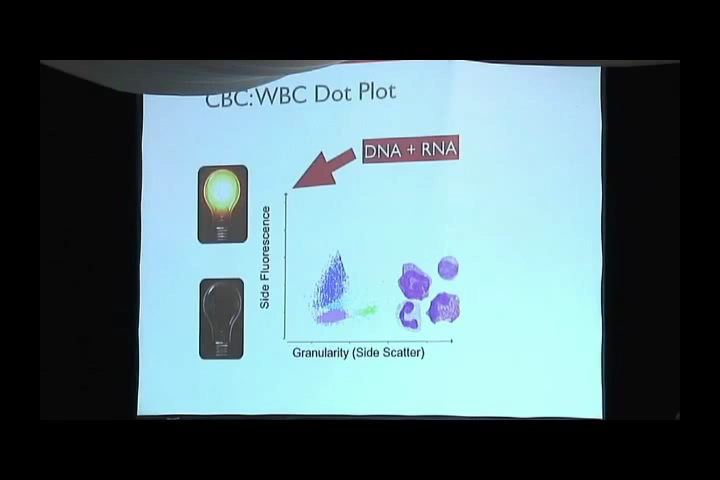 CBC:WBC Dot Plot
DNA + RNA
Side Fluorescence
Granularity (Side Scatter)